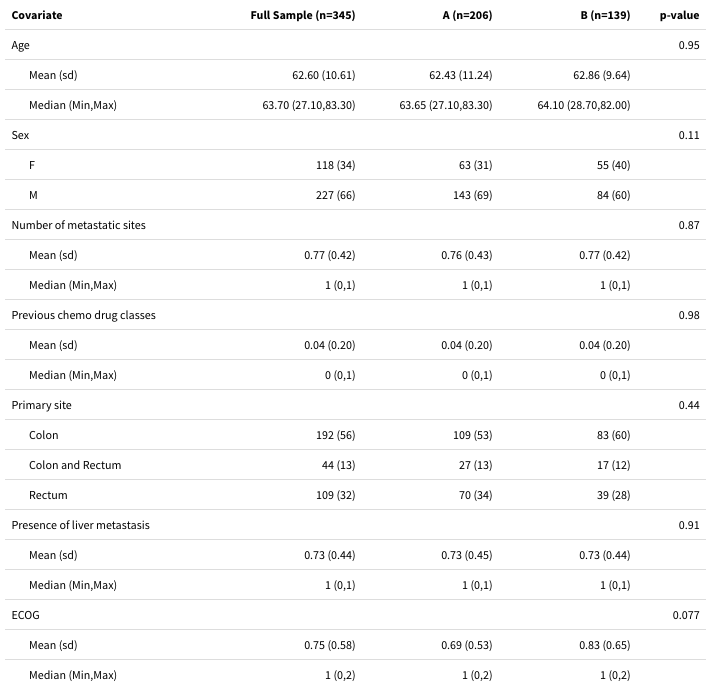 Covariate Full Sample (n=345) A (n=206) B (n=139) p-value
Age 0.95
Mean (sd) 62.60 (10.61) 62.43 (11.24) 62.86 (9.64)
Median (Min,Max) 63.70 (27.10,83.30) 63.65 (27.10,83.30) 64.10 (28.70,82.00)
Sex 0.11
F 118 (34) 63 (31) 55 (40)
M 227 (66) 143 (69) 84 (60)
Number of metastatic sites 0.87
Mean (sd) 0.77 (0.42) 0.76 (0.43) 0.77 (0.42)
Median (Min,Max) 1 (0,1) 1 (0,1) 1 (0,1)
Previous chemo drug classes 0.98
Mean (sd) 0.04 (0.20) 0.04 (0.20) 0.04 (0.20)
Median (Min,Max) 0 (0,1) 0 (0,1) 0 (0,1)
Primary site 0.44
Colon 192 (56) 109 (53) 83 (60)
Colon and Rectum 44 (13) 27 (13) 17 (12)
Rectum 109 (32) 70 (34) 39 (28)
Presence of liver metastasis 0.91
Mean (sd) 0.73 (0.44) 0.73 (0.45) 0.73 (0.44)
Median (Min,Max) 1 (0,1) 1 (0,1) 1 (0,1)
ECOG 0.077
Mean (sd) 0.75 (0.58) 0.69 (0.53) 0.83 (0.65)
Median (Min,Max) 1 (0,2) 1 (0,2) 1 (0,2)